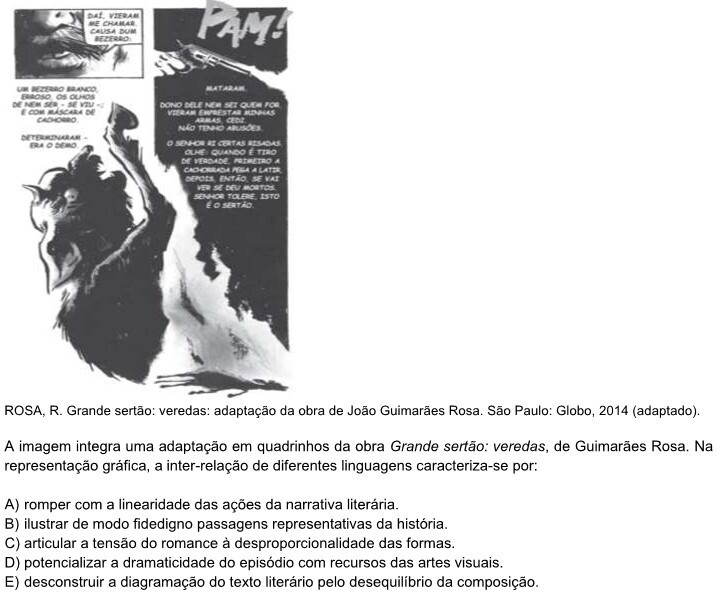 DAÍ, VIERAM
ME CHAMAR.
CAUSA DUM
BEZERRO:
PAM!
UM BEZERRO BRANCO,
ERROSO, OS OLHOS
DE NEM SER - SE VIU -;
E COM MÁSCARA DE
CACHORRO.
DETERMINARAM -
ERA O DEMO.
MATARAM.
DONO DELE NEM SEI QUEM FOR.
VIERAM EMPRESTAR MINHAS
ARMAS, CEDI.
NÃO TENHO ABUSÕES.
O SENHOR RI CERTAS RISADAS.
OLHE: QUANDO É TIRO
DE VERDADE, PRIMEIRO A
CACHORRADA PEGA A LATIR,
DEPOIS, ENTÃO, SE VAI
VER SE DEU MORTOS.
SENHOR TOLERE, ISTO
É O SERTÃO.
ROSA, R. Grande sertão: veredas: adaptação da obra de João Guimarães Rosa. São Paulo: Globo, 2014 (adaptado).
A imagem integra uma adaptação em quadrinhos da obra Grande sertão: veredas, de Guimarães Rosa. Na
representação gráfica, a inter-relação de diferentes linguagens caracteriza-se por:
A) romper com a linearidade das ações da narrativa literária.
B) ilustrar de modo fidedigno passagens representativas da história.
C) articular a tensão do romance à desproporcionalidade das formas.
D) potencializar a dramaticidade do episódio com recursos das artes visuais.
E) desconstruir a diagramação do texto literário pelo desequilíbrio da composição.